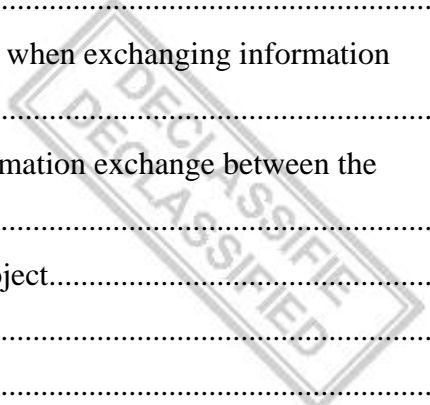 ................................................................
when exchanging information
................................................................
mation exchange between the
................................................................
ject................................................
................................................................
................................................................
DECLASSIFIE
DECLASSIFIED